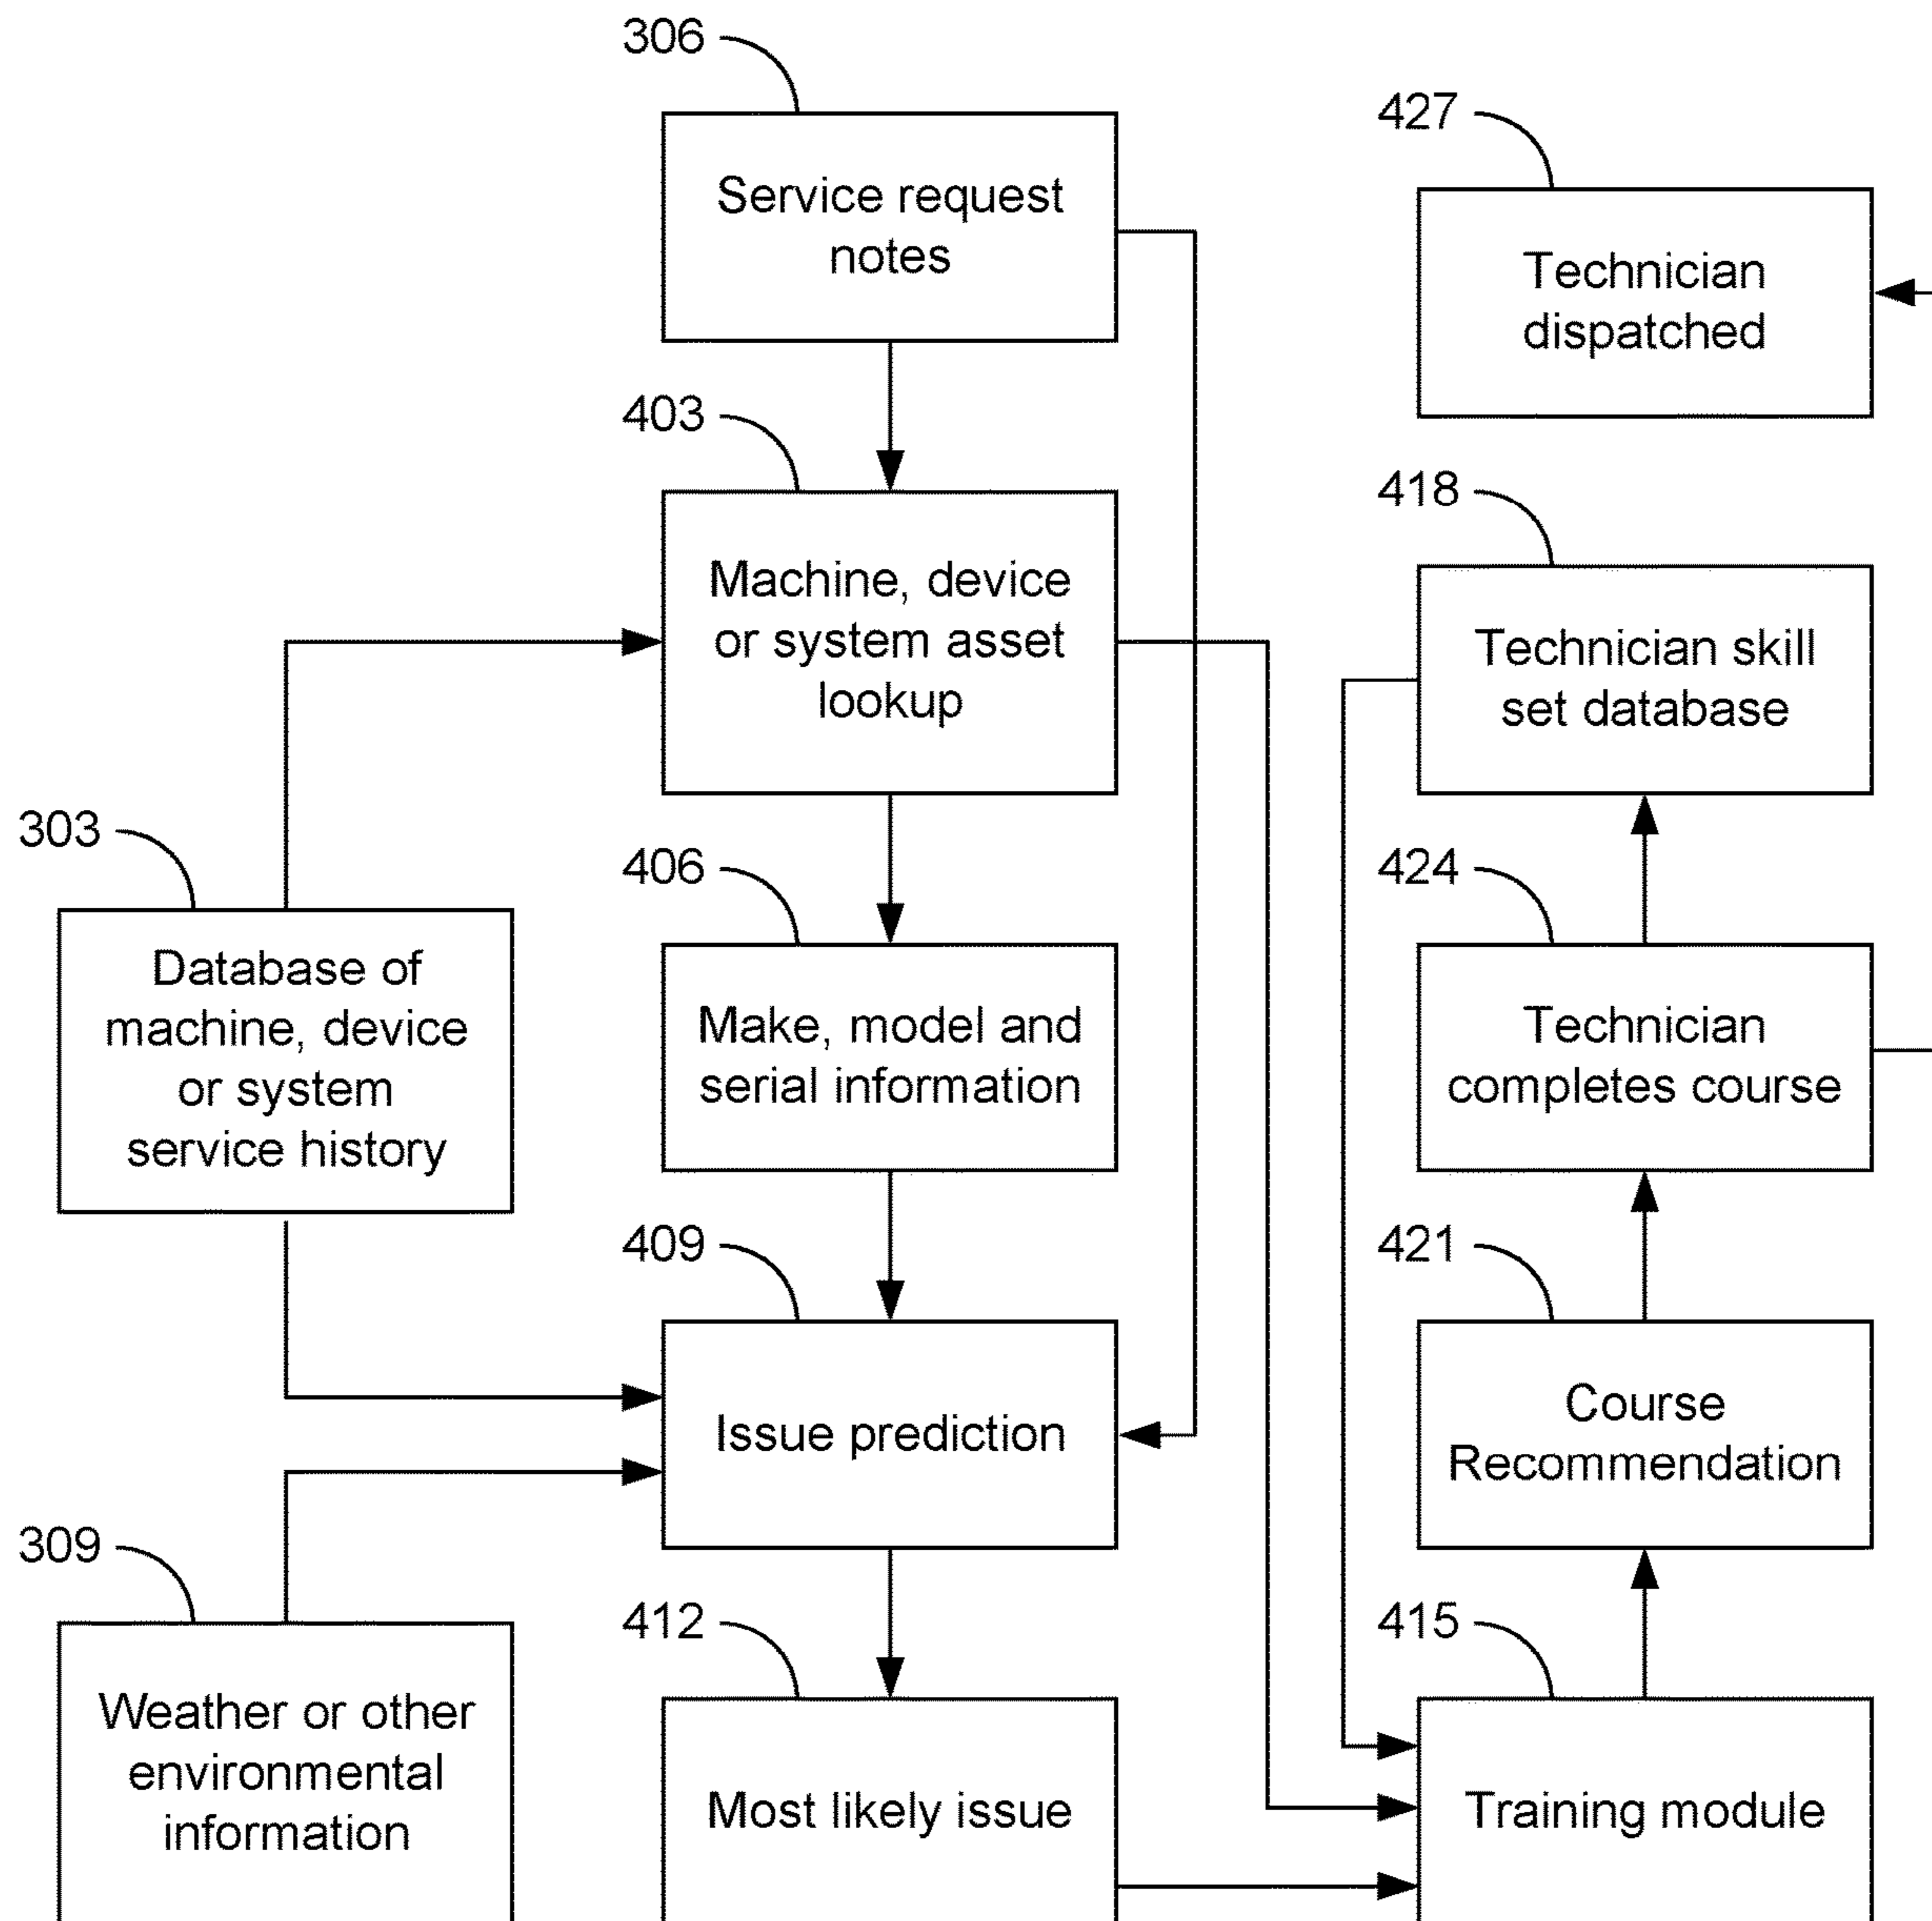 306
Service request
notes
427
Technician
dispatched
403
Machine, device
or system asset
lookup
418
Technician skill
set database
303
Database of
machine, device
or system
service history
406
Make, model and
serial information
424
Technician
completes course
409
Issue prediction
421
Course
Recommendation
309
Weather or other
environmental
information
412
Most likely issue
415
Training module